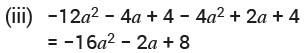 (iii) −12a² − 4a + 4 − 4a² + 2a + 4
= −16a² − 2a + 8